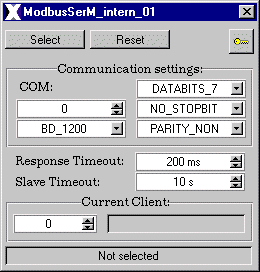 ModbusSerM_intern_01
Select
Reset
Communication settings:
COM:
DATABITS_7
0
NO_STOPBIT
BD_1200
PARITY_NON
Response Timeout:
200 ms
Slave Timeout:
10 s
Current Client:
0
Not selected